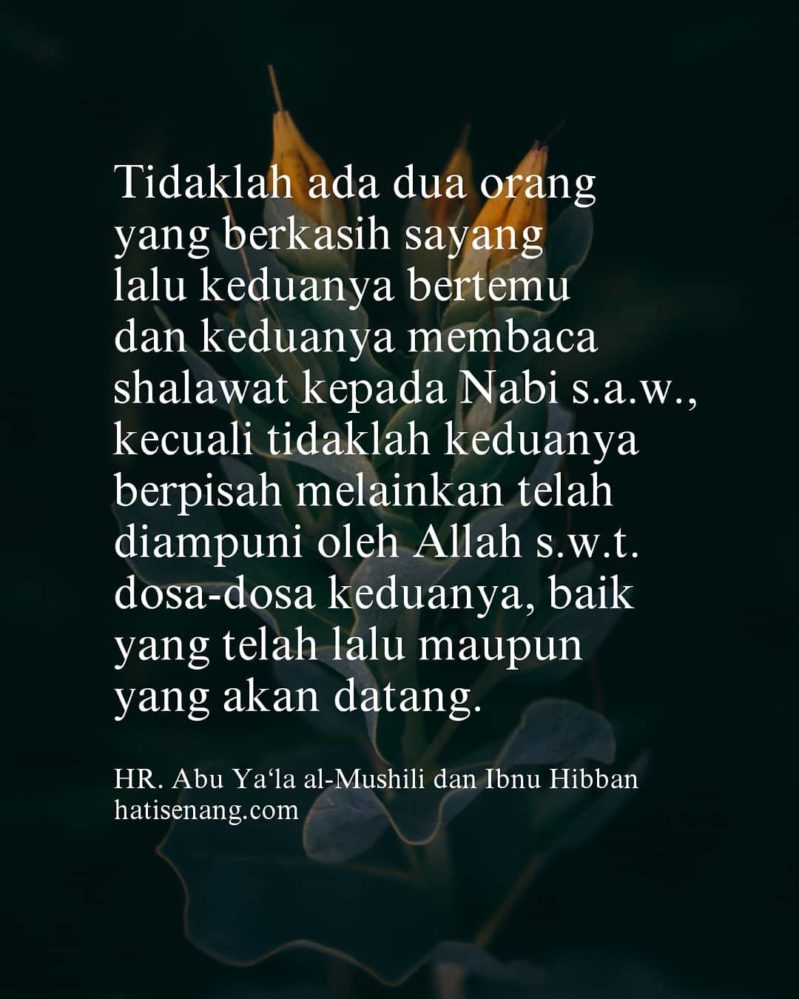 Tidaklah ada dua orang
yang berkasih sayang
lalu keduanya bertemu
dan keduanya membaca
shalawat kepada Nabi s.a.w.,
kecuali tidaklah keduanya
berpisah melainkan telah
diampuni oleh Allah s.w.t.
dosa-dosa keduanya, baik
yang telah lalu maupun
yang akan datang.
HR. Abu Ya‘la al-Mushili dan Ibnu Hibban
hatisenang.com